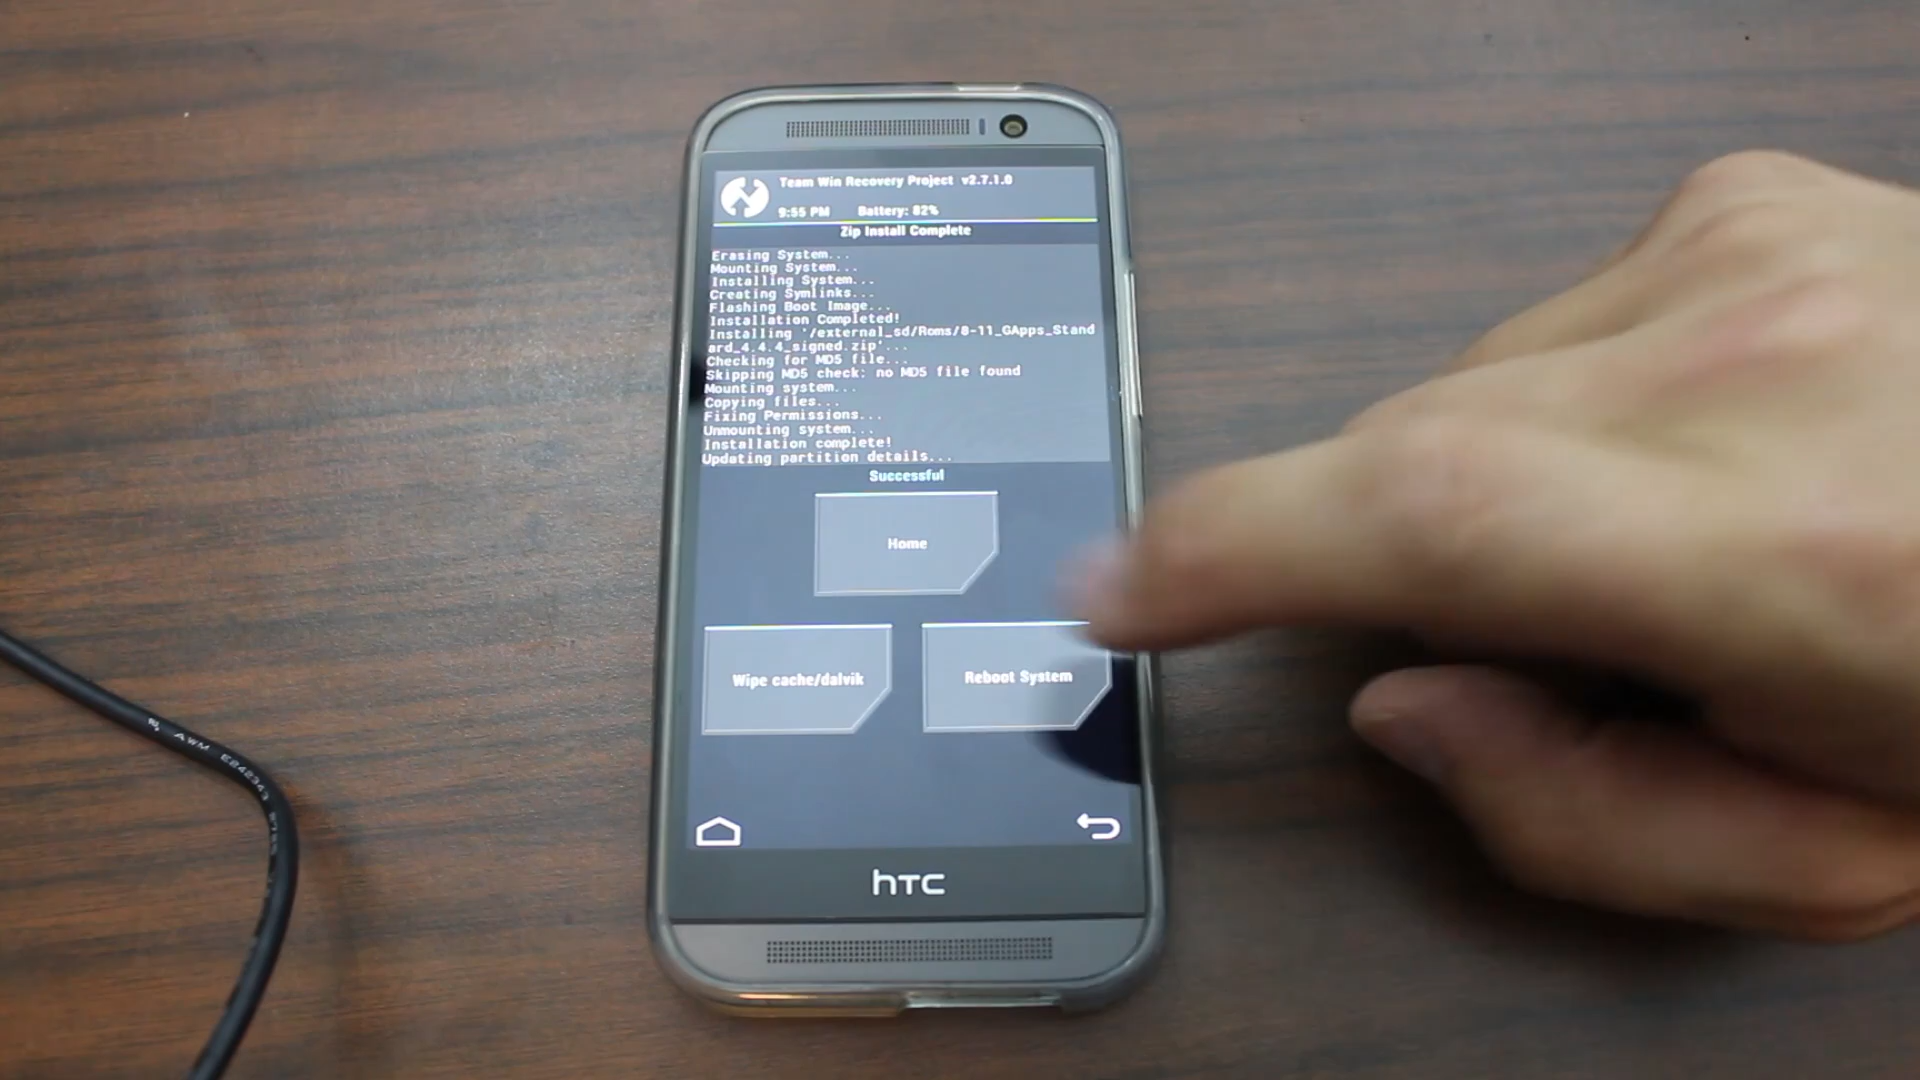 Team Win Recovery Project v2.7.1.0
9:55 PM Battery: 82%
Zip Install Complete
Erasing System...
Mounting System...
Installing System...
Creating Symlinks...
Flashing Boot Image...
Installation Completed!
Installing '/external_sd/Roms/8-11_GApps_Stand
ard_4.4.4_signed.zip'...
Checking for MD5 file...
Skipping MD5 check: no MD5 file found
Mounting system...
Copying files...
Fixing Permissions...
Unmounting system...
Installation complete!
Updating partition details...
Successful
Home
Wipe cache/dalvik
Reboot System
hTC
AWM E242343